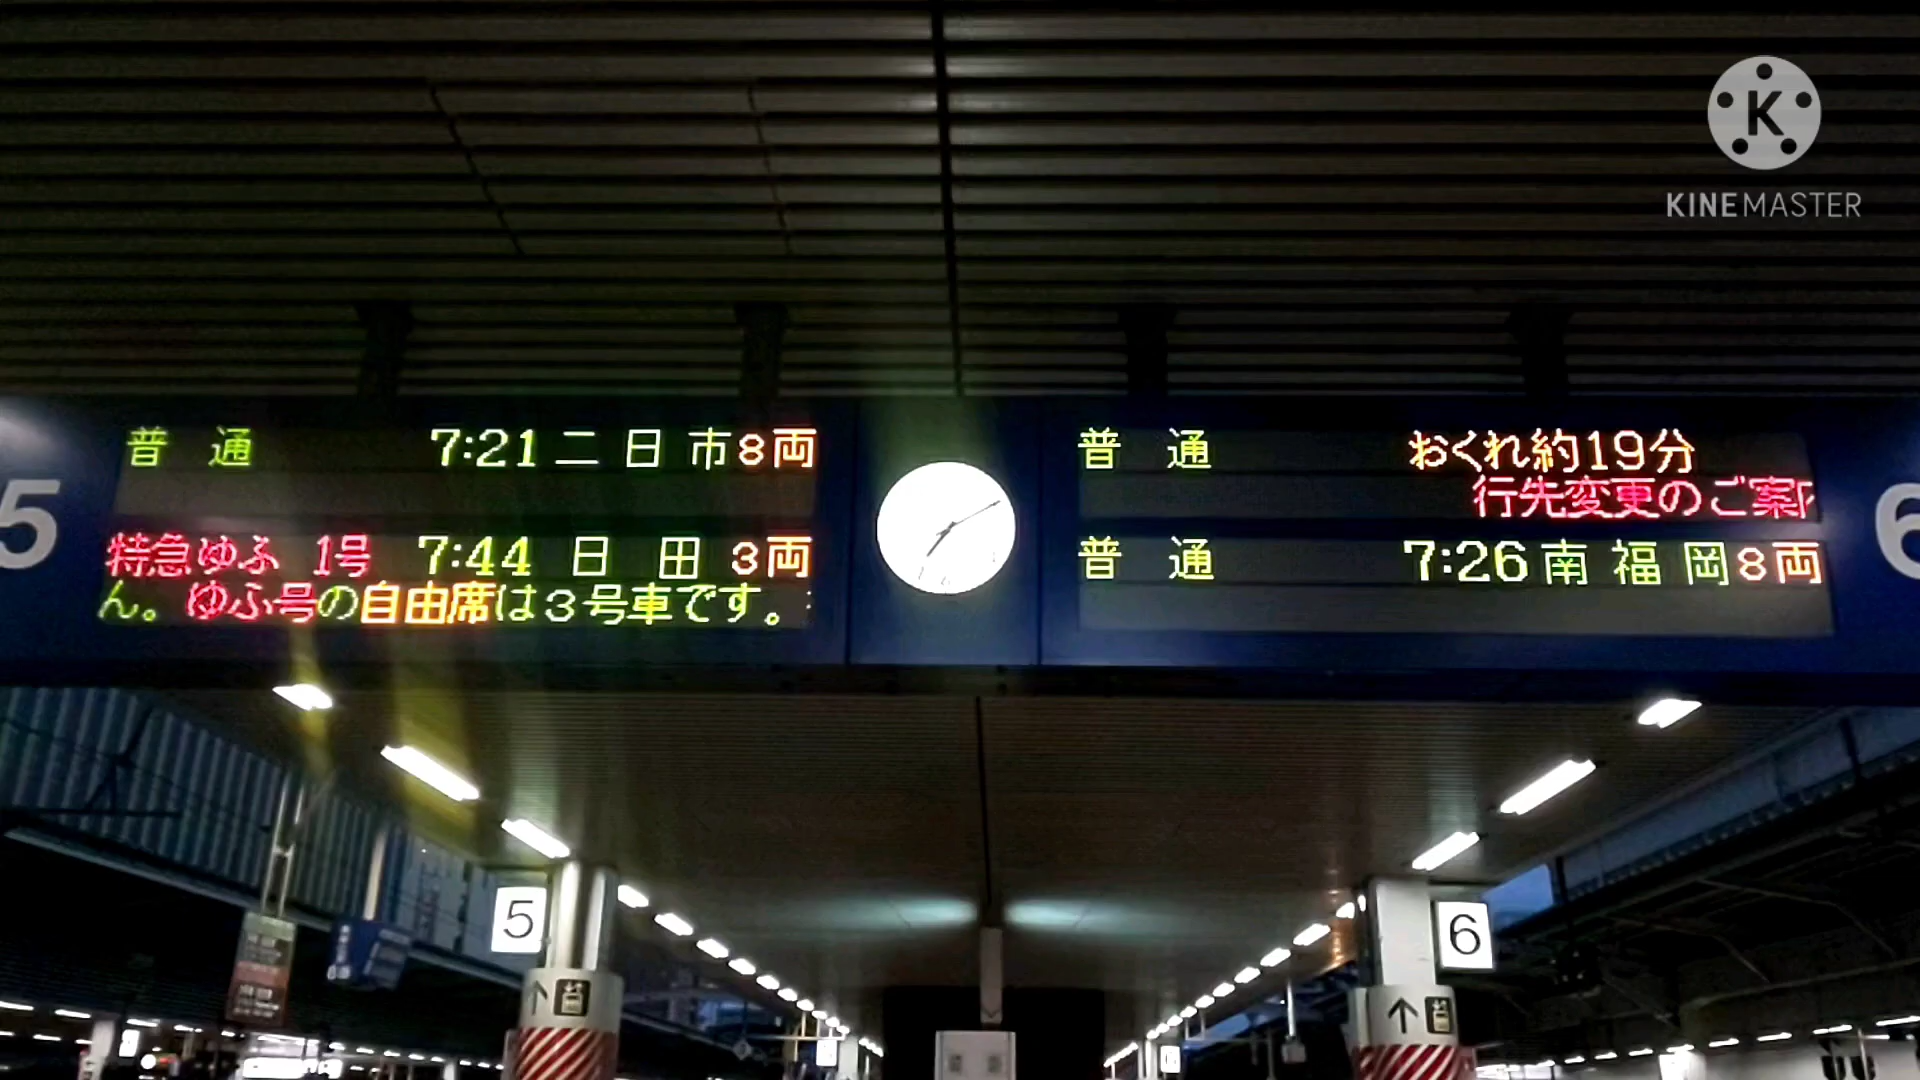 KINEMASTER
5
普通 7:21 二日市 8両
特急ゆふ 1号 7:44 日田 3両
ん。ゆふ号の自由席は3号車です。
普通 おくれ約19分
行先変更のご案
普通 7:26 南福岡 8両
6
5
6